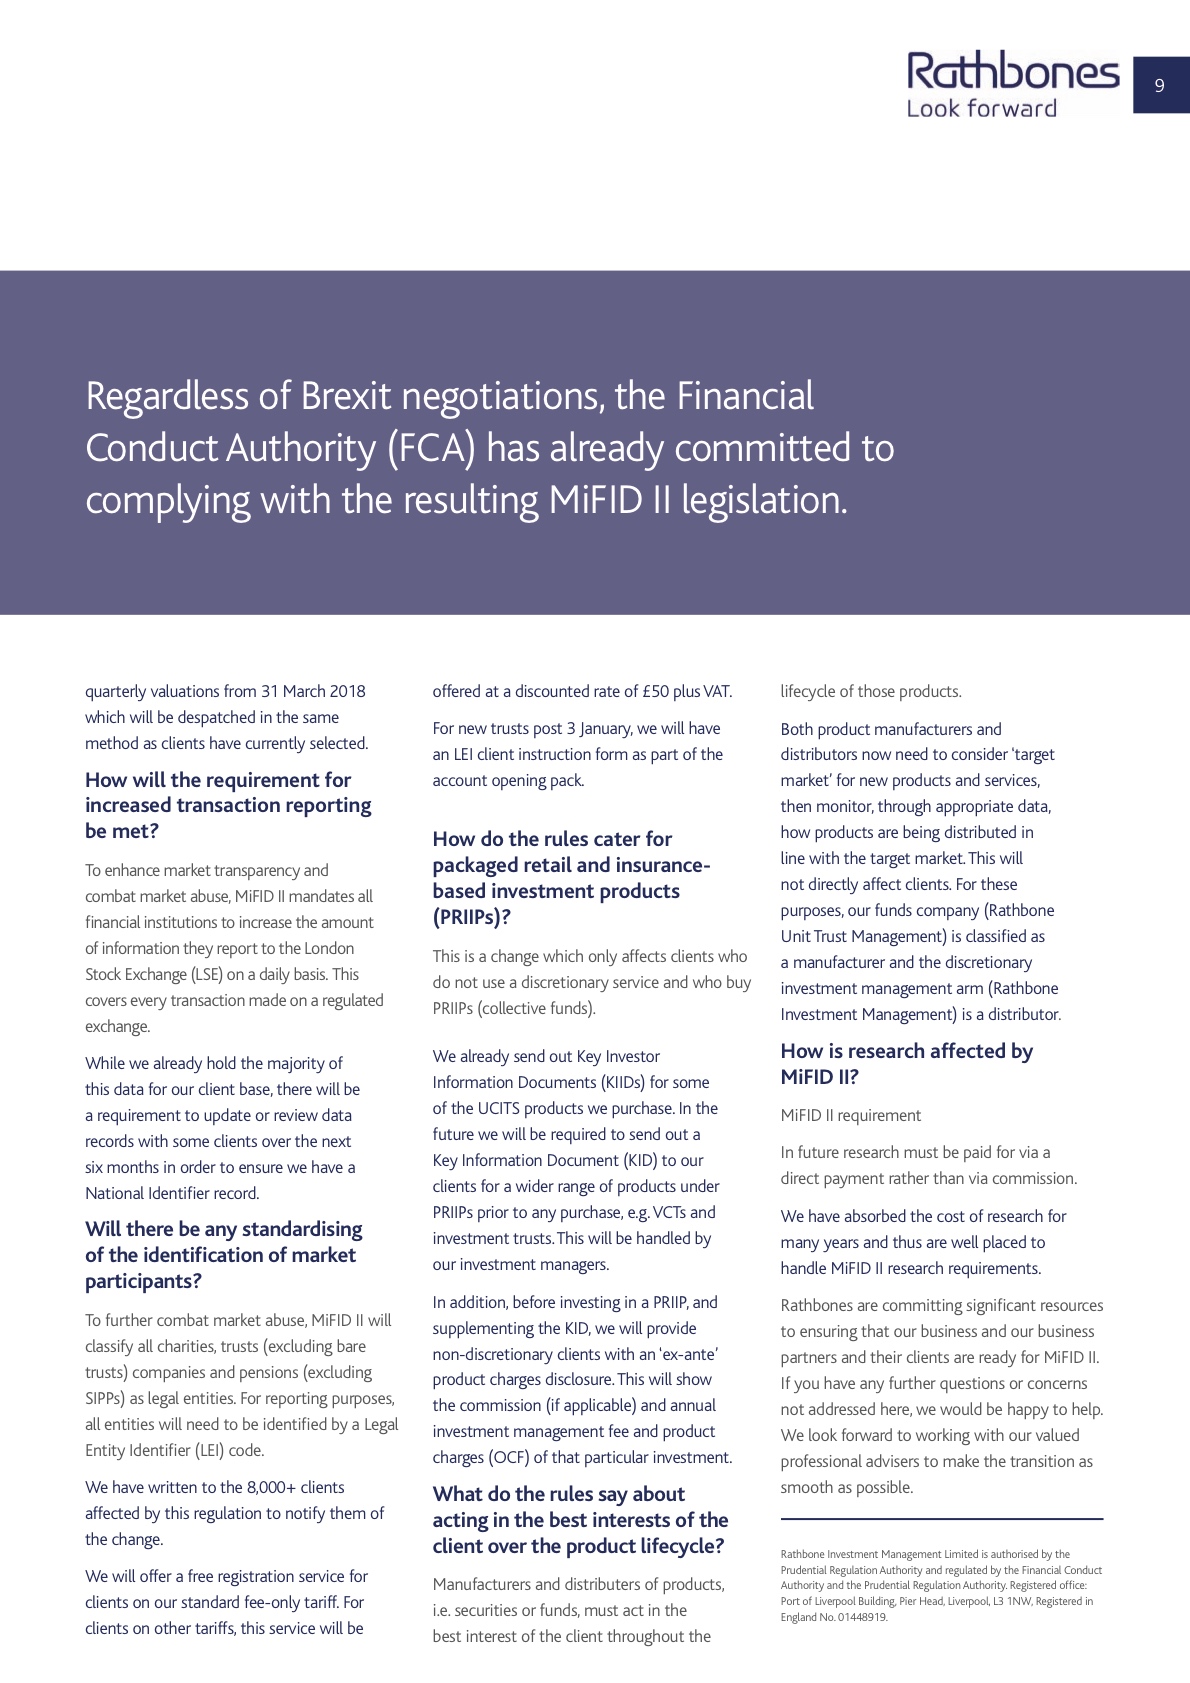 Rathbones
Look forward
9
Regardless of Brexit negotiations, the Financial
Conduct Authority (FCA) has already committed to
complying with the resulting MiFID II legislation.
quarterly valuations from 31 March 2018
which will be despatched in the same
method as clients have currently selected.
How will the requirement for
increased transaction reporting
be met?
To enhance market transparency and
combat market abuse, MiFID II mandates all
financial institutions to increase the amount
of information they report to the London
Stock Exchange (LSE) on a daily basis. This
covers every transaction made on a regulated
exchange.
While we already hold the majority of
this data for our client base, there will be
a requirement to update or review data
records with some clients over the next
six months in order to ensure we have a
National Identifier record.
Will there be any standardising
of the identification of market
participants?
To further combat market abuse, MiFID II will
classify all charities, trusts (excluding bare
trusts) companies and pensions (excluding
SIPPs) as legal entities. For reporting purposes,
all entities will need to be identified by a Legal
Entity Identifier (LEI) code.
We have written to the 8,000+ clients
affected by this regulation to notify them of
the change.
We will offer a free registration service for
clients on our standard fee-only tariff. For
clients on other tariffs, this service will be
offered at a discounted rate of £50 plus VAT.
For new trusts post 3 January, we will have
an LEI client instruction form as part of the
account opening pack.
How do the rules cater for
packaged retail and insurance-
based investment products
(PRIIPs)?
This is a change which only affects clients who
do not use a discretionary service and who buy
PRIIPs (collective funds).
We already send out Key Investor
Information Documents (KIIDs) for some
of the UCITS products we purchase. In the
future we will be required to send out a
Key Information Document (KID) to our
clients for a wider range of products under
PRIIPs prior to any purchase, e.g. VCTs and
investment trusts. This will be handled by
our investment managers.
In addition, before investing in a PRIIP, and
supplementing the KID, we will provide
non-discretionary clients with an ‘ex-ante’
product charges disclosure. This will show
the commission (if applicable) and annual
investment management fee and product
charges (OCF) of that particular investment.
What do the rules say about
acting in the best interests of the
client over the product lifecycle?
Manufacturers and distributers of products,
i.e. securities or funds, must act in the
best interest of the client throughout the
lifecycle of those products.
Both product manufacturers and
distributors now need to consider ‘target
market’ for new products and services,
then monitor, through appropriate data,
how products are being distributed in
line with the target market. This will
not directly affect clients. For these
purposes, our funds company (Rathbone
Unit Trust Management) is classified as
a manufacturer and the discretionary
investment management arm (Rathbone
Investment Management) is a distributor.
How is research affected by
MiFID II?
MiFID II requirement
In future research must be paid for via a
direct payment rather than via commission.
We have absorbed the cost of research for
many years and thus are well placed to
handle MiFID II research requirements.
Rathbones are committing significant resources
to ensuring that our business and our business
partners and their clients are ready for MiFID II.
If you have any further questions or concerns
not addressed here, we would be happy to help.
We look forward to working with our valued
professional advisers to make the transition as
smooth as possible.
Rathbone Investment Management Limited is authorised by the
Prudential Regulation Authority and regulated by the Financial Conduct
Authority and the Prudential Regulation Authority. Registered office:
Port of Liverpool Building, Pier Head, Liverpool, L3 1NW, Registered in
England No. 01448919.